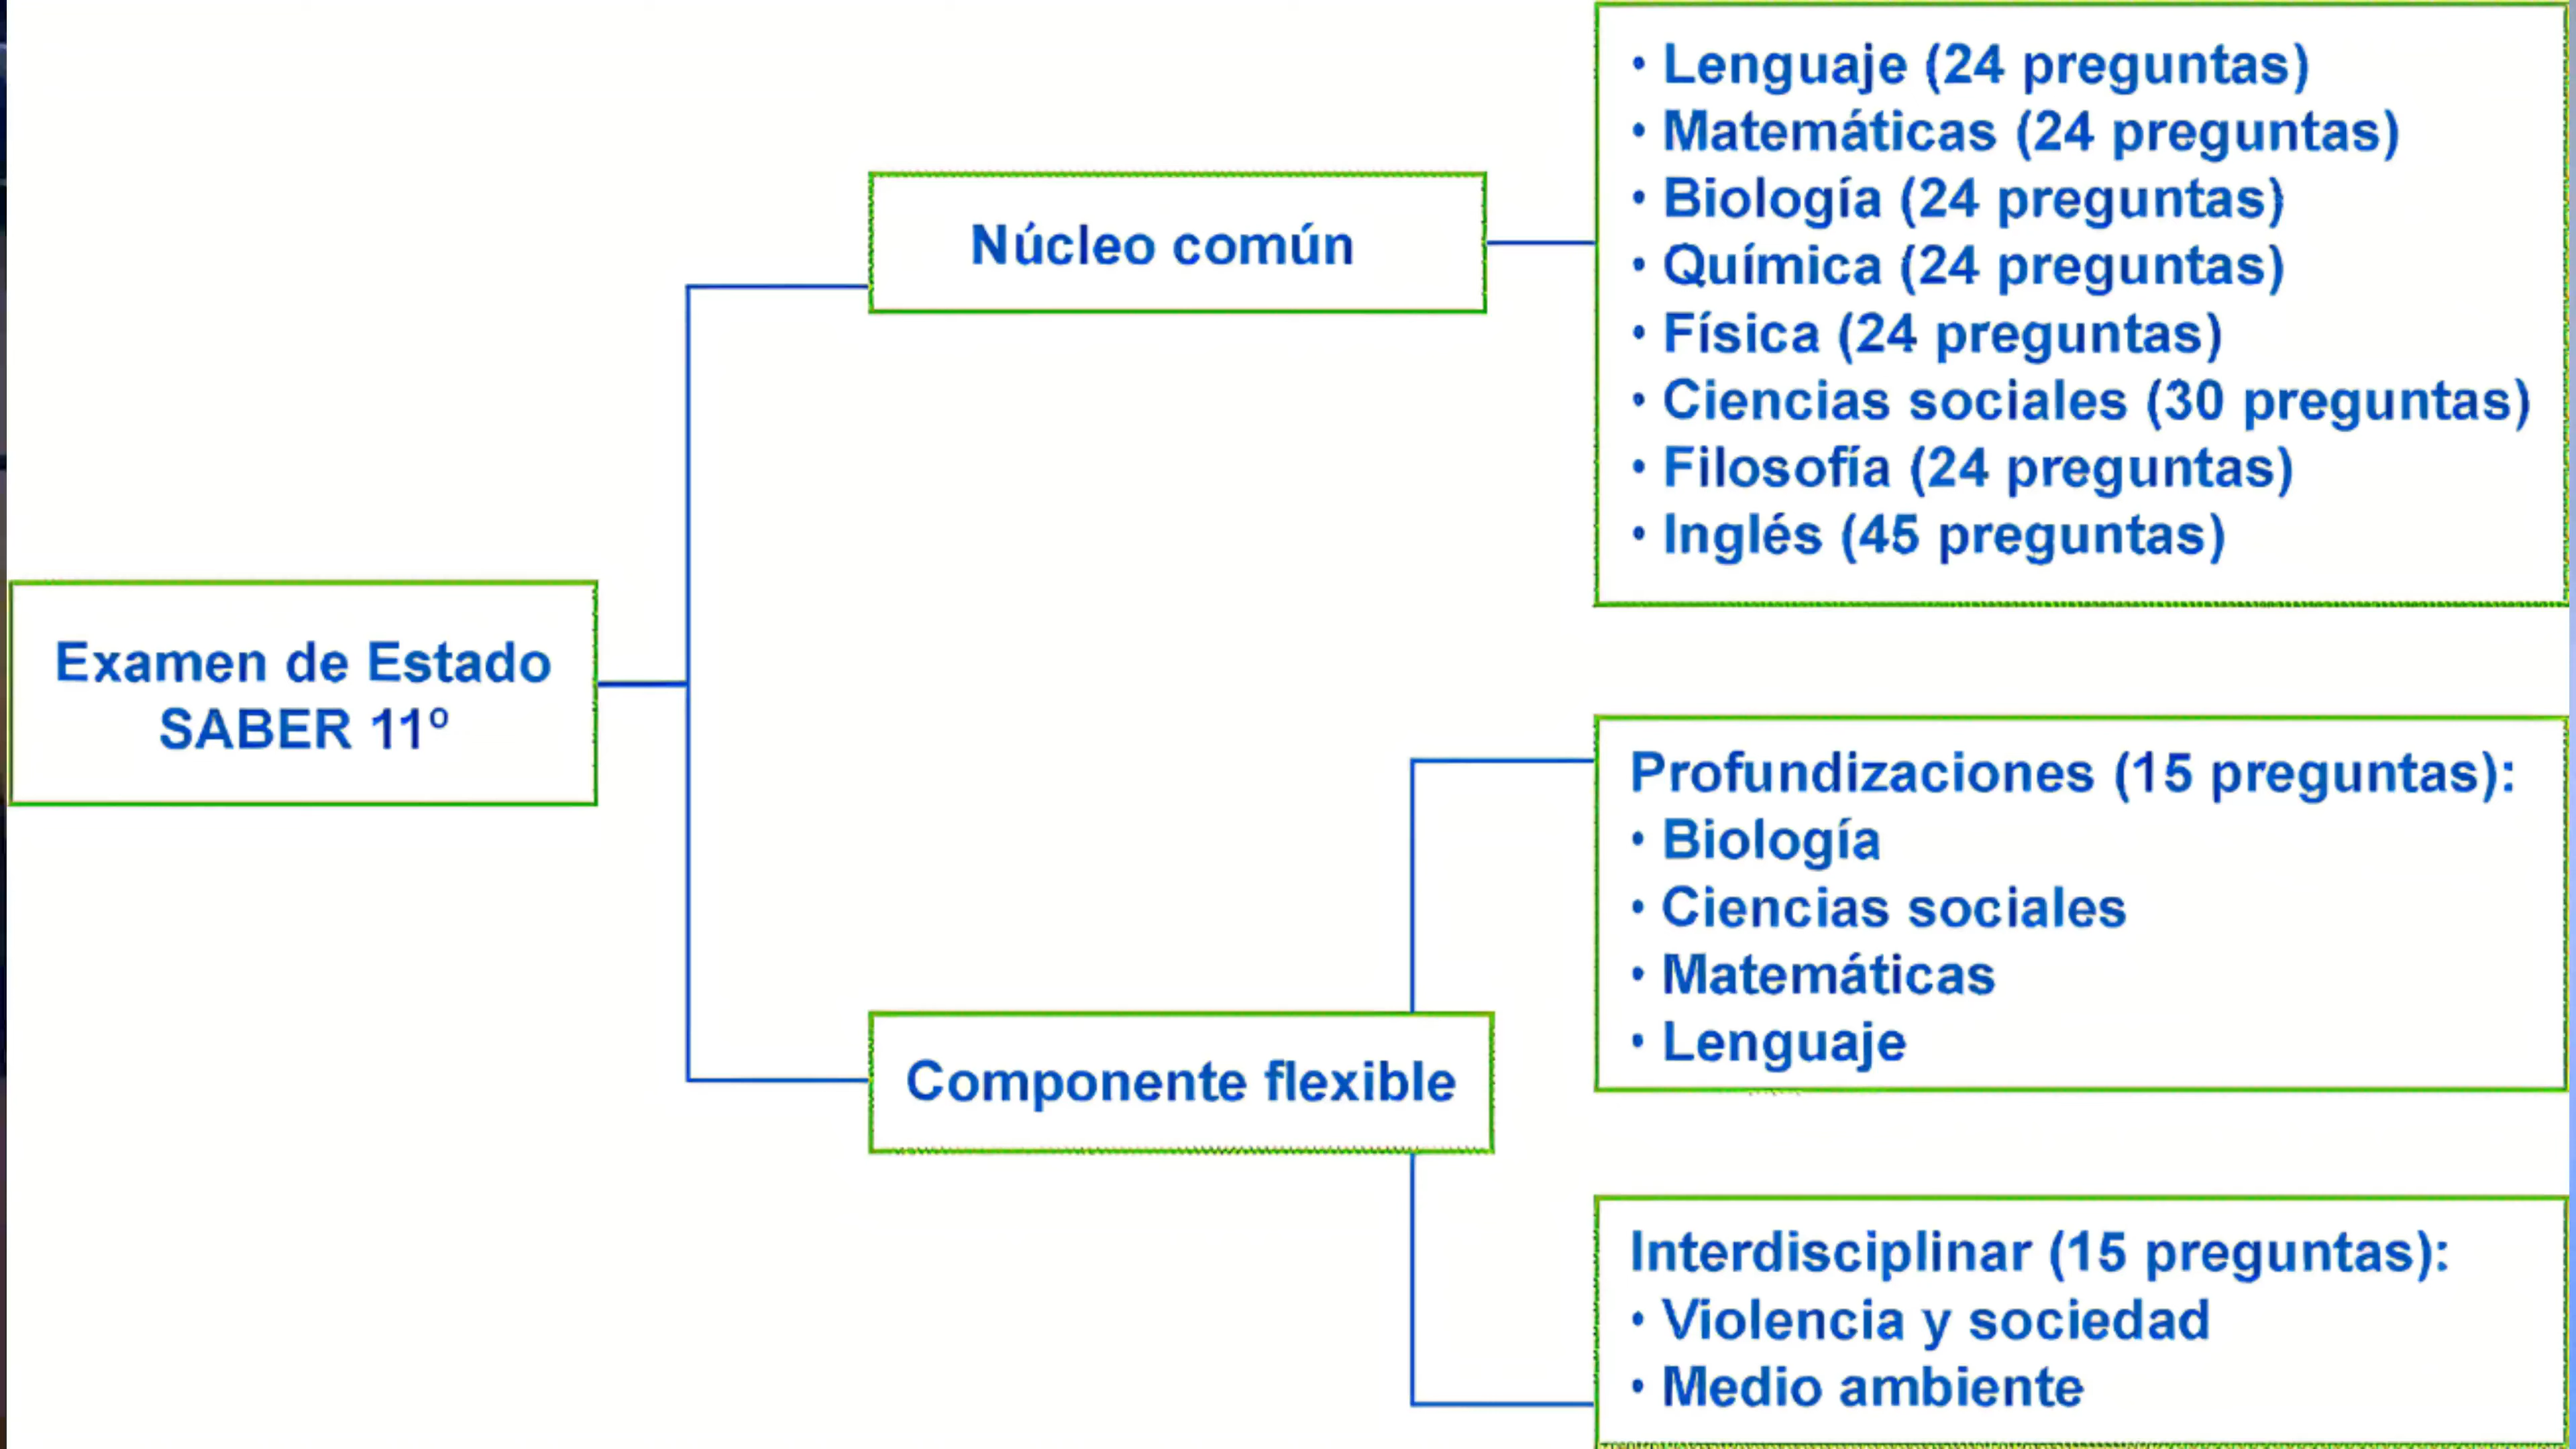 Examen de Estado
SABER 11º
Núcleo común
• Lenguaje (24 preguntas)
• Matemáticas (24 preguntas)
• Biología (24 preguntas)
• Química (24 preguntas)
• Física (24 preguntas)
• Ciencias sociales (30 preguntas)
• Filosofía (24 preguntas)
• Inglés (45 preguntas)
Componente flexible
Profundizaciones (15 preguntas):
• Biología
• Ciencias sociales
• Matemáticas
• Lenguaje
Interdisciplinar (15 preguntas):
• Violencia y sociedad
• Medio ambiente